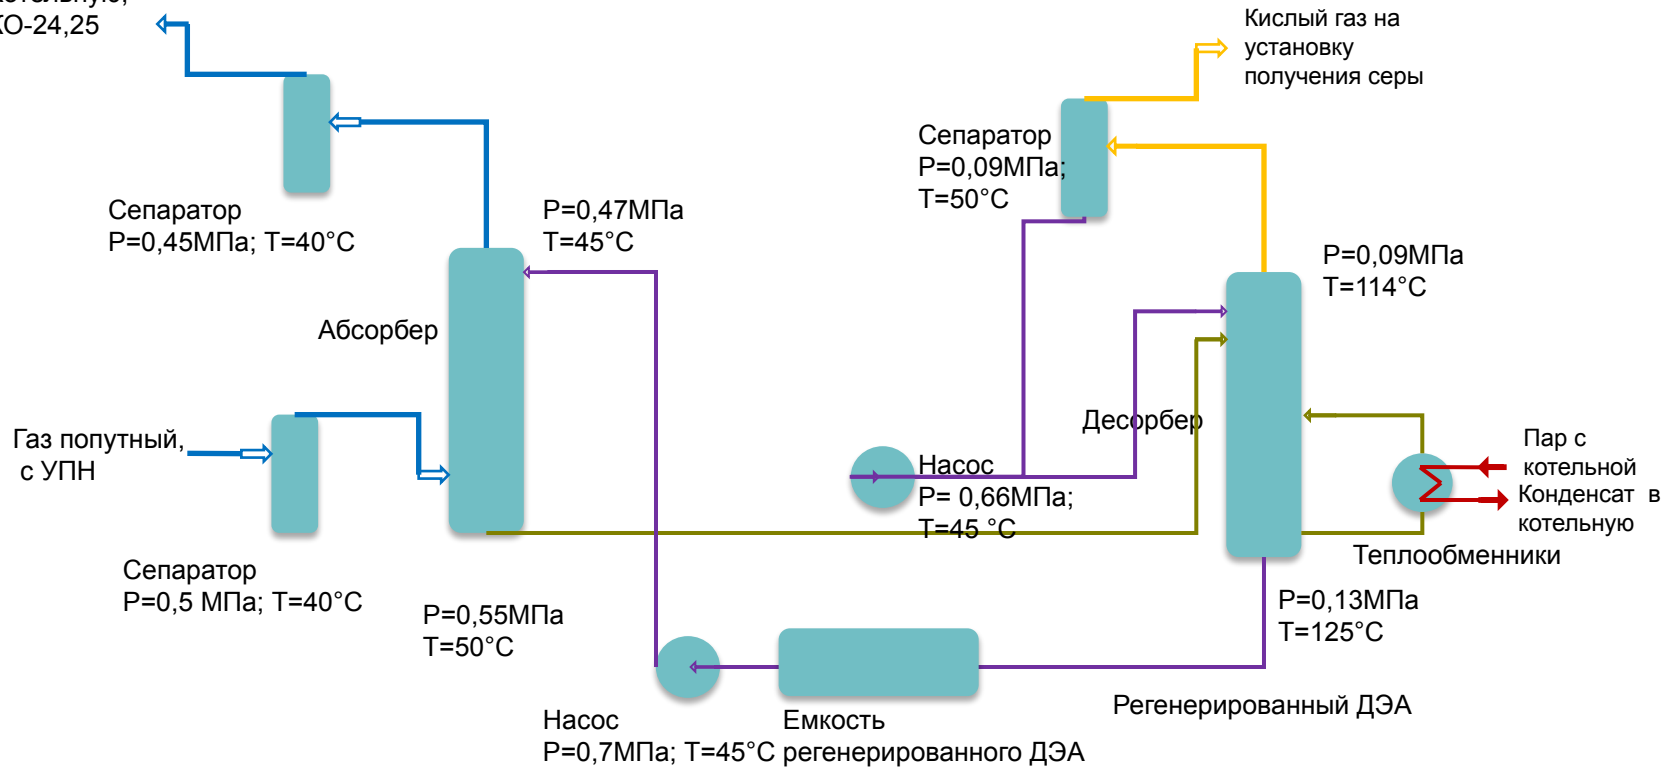 КО-24,25
Кислый газ на
установку
получения серы
Сепаратор
Р=0,09МПа;
Т=50°С
Сепаратор
Р=0,45МПа; Т=40°С
Р=0,47МПа
Т=45°С
Р=0,09МПа
Т=114°С
Абсорбер
Десорбер
Газ попутный,
с УПН
Насос
Р= 0,66МПа;
Т=45 °С
Пар с
котельной
Конденсат в
котельную
Теплообменники
Сепаратор
Р=0,5 МПа; Т=40°С
Р=0,55МПа
Т=50°С
Р=0,13МПа
Т=125°С
Регенерированный ДЭА
Насос
Р=0,7МПа; Т=45°С
Емкость
регенерированного ДЭА